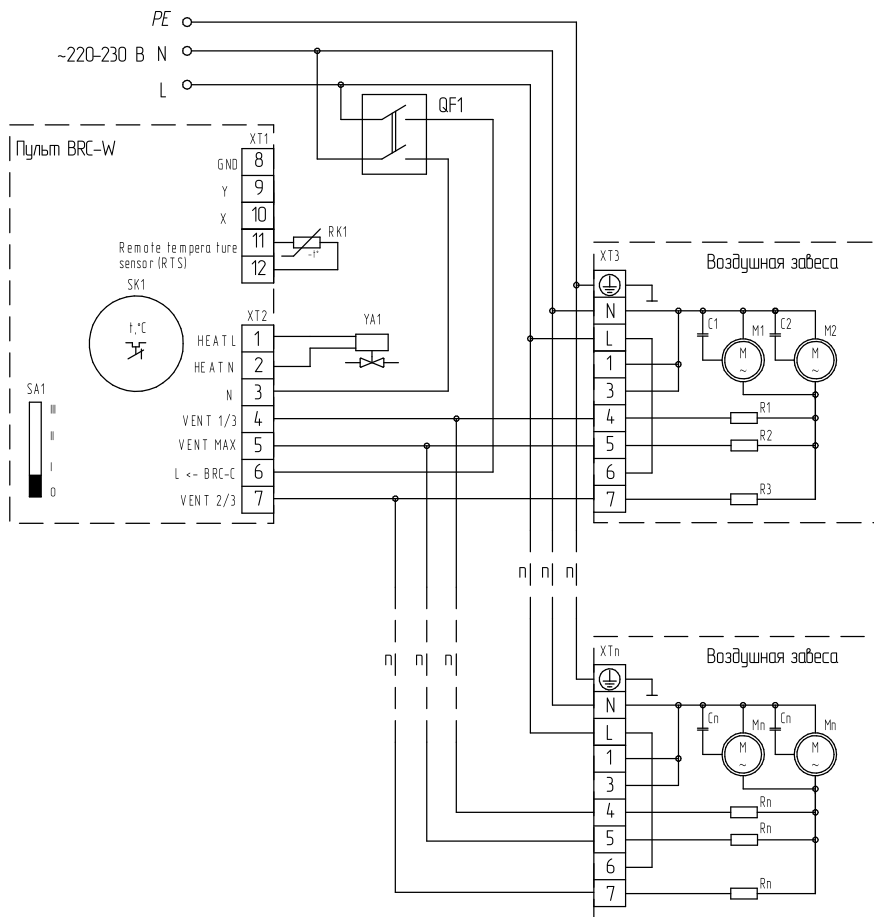 PE
~220-230 В N
L
QF1
Пульт BRC-W
XT1
GND 8
Y 9
X 10
Remote temperature
sensor (RTS)
11
12
RK1
-t°
SK1
t,°C
XT2
HEAT L 1
HEAT N 2
N 3
VENT 1/3 4
VENT MAX 5
L <- BRC-C 6
VENT 2/3 7
YA1
SA1
III
II
I
0
XT3
Воздушная завеса
N
L
1
3
4
5
6
7
C1
M1
C2
M2
M
~
M
~
R1
R2
R3
п п п
п п п
XTn
Воздушная завеса
N
L
1
3
4
5
6
7
Cn
Mn
Cn
Mn
M
~
M
~
Rn
Rn
Rn